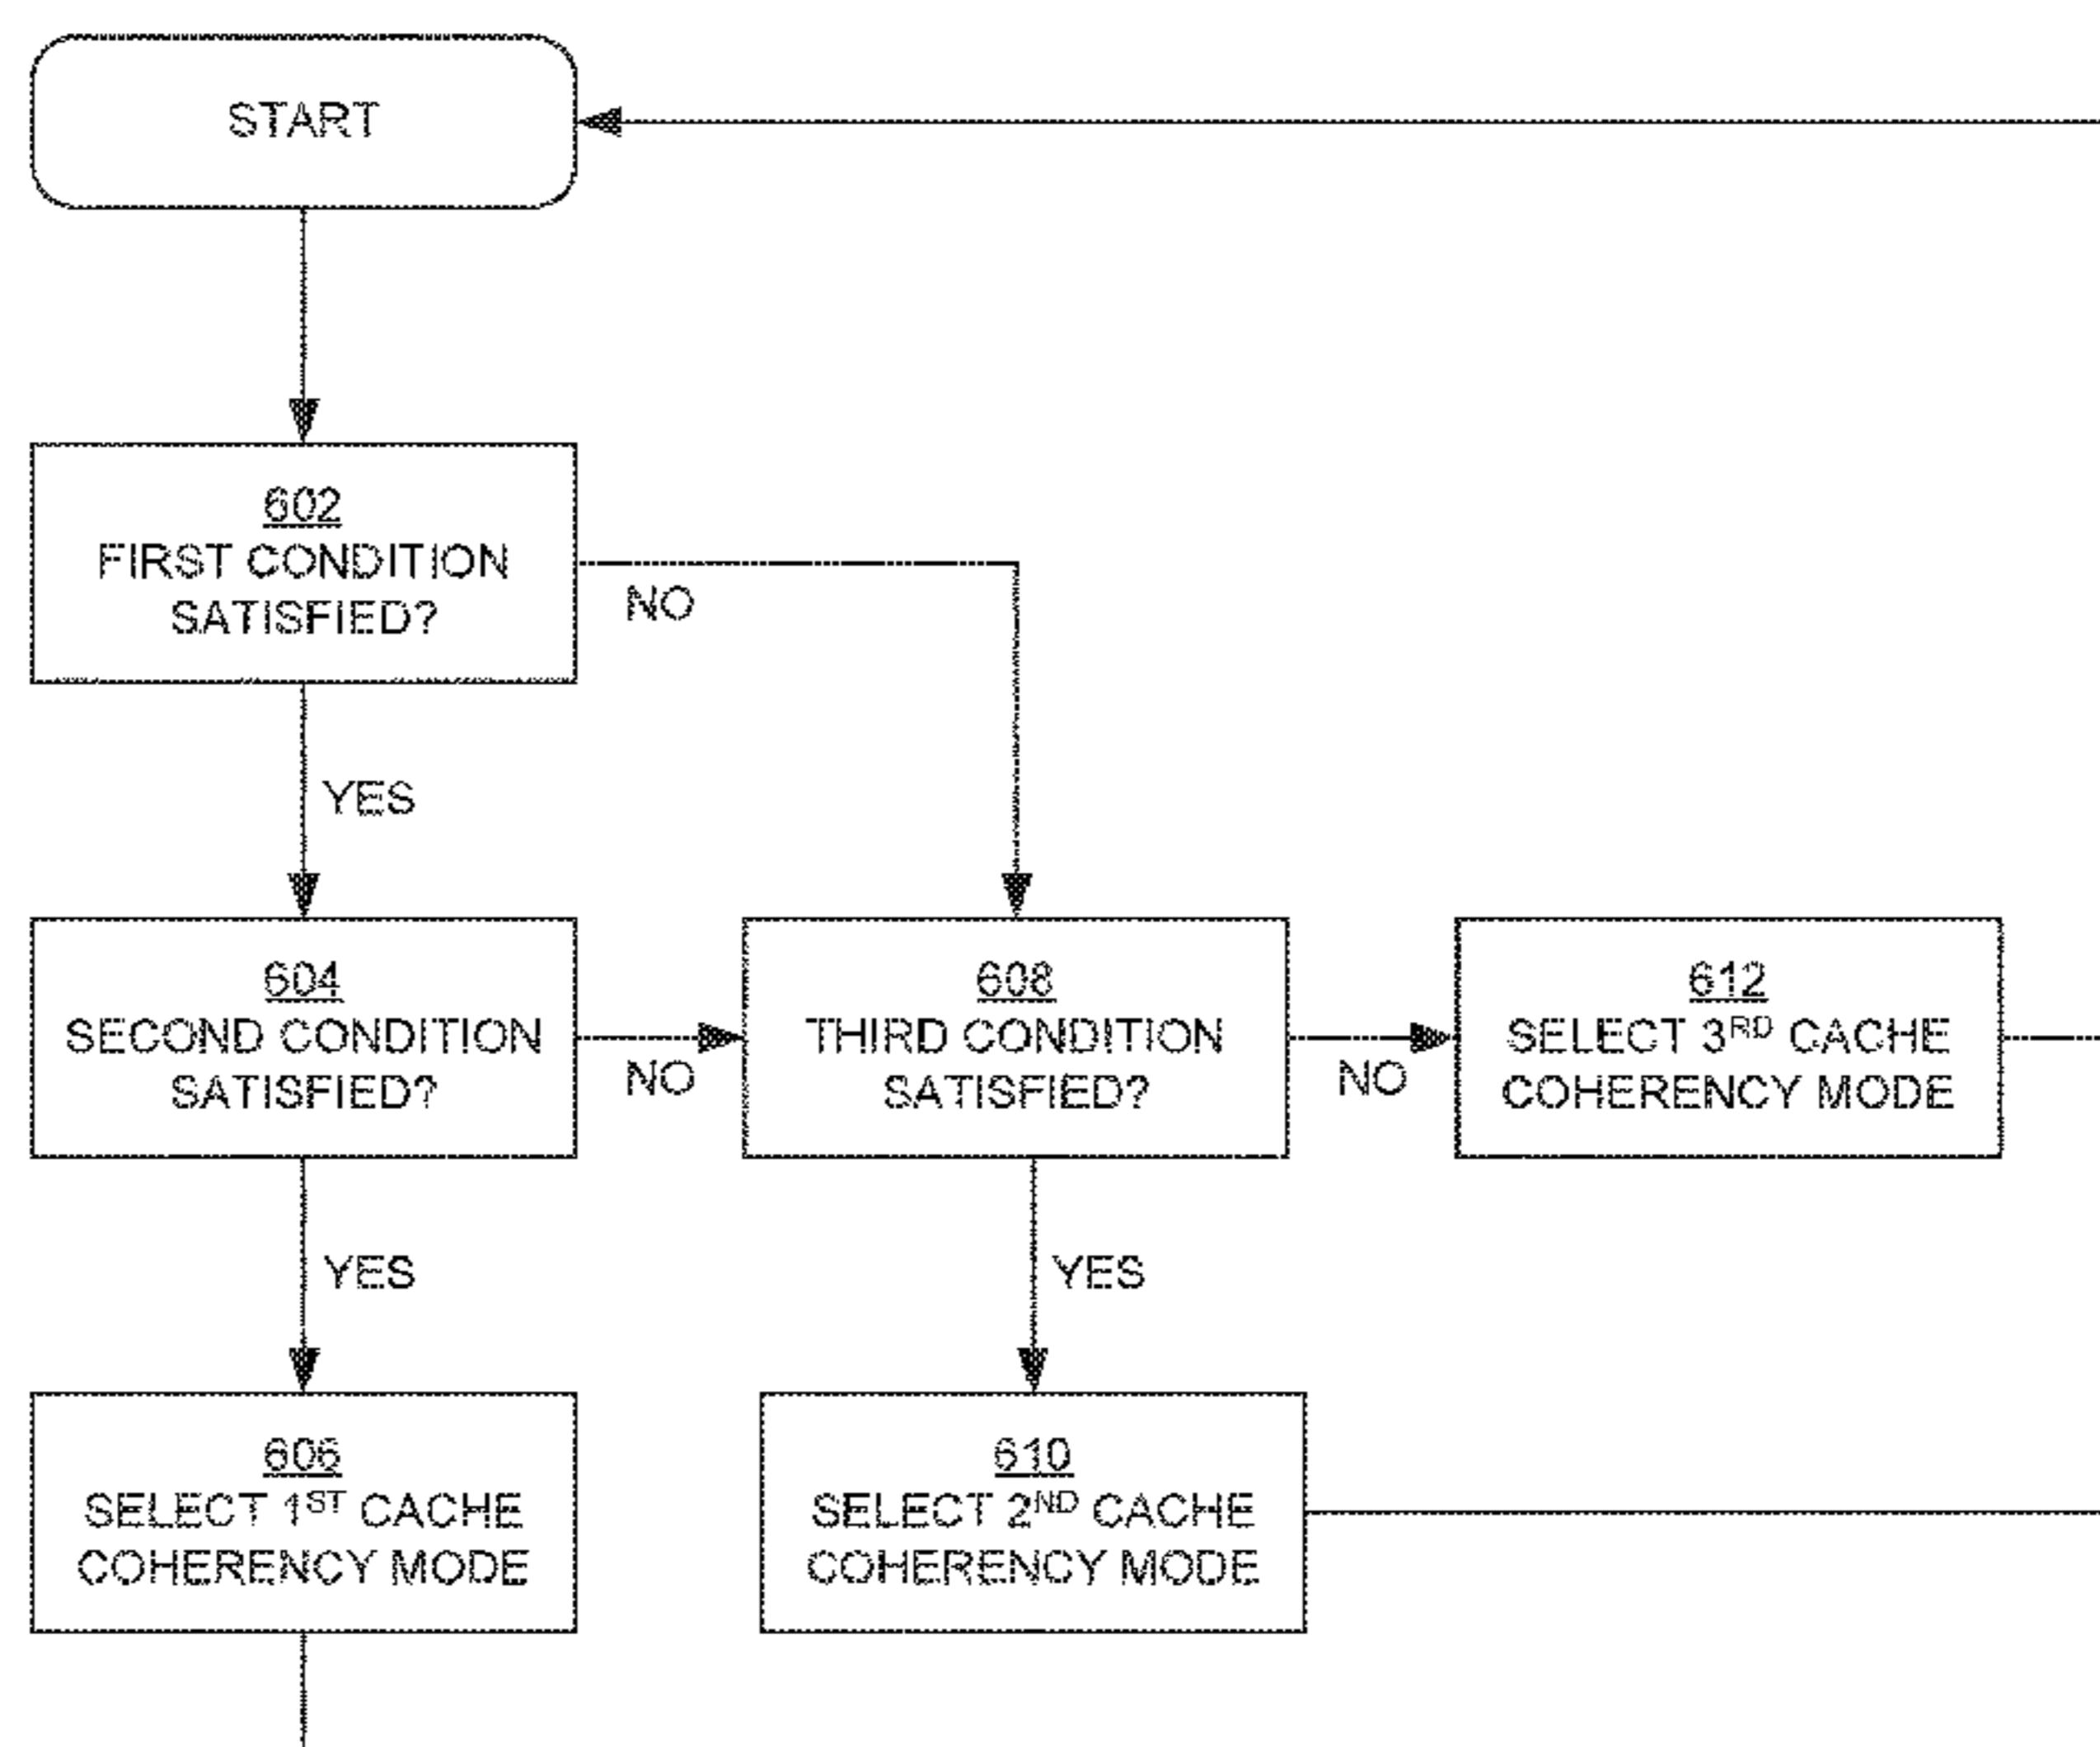 START
602
FIRST CONDITION
SATISFIED?
NO
YES
604
SECOND CONDITION
SATISFIED?
NO
608
THIRD CONDITION
SATISFIED?
NO
612
SELECT 3RD CACHE
COHERENCY MODE
YES
YES
606
SELECT 1ST CACHE
COHERENCY MODE
610
SELECT 2ND CACHE
COHERENCY MODE